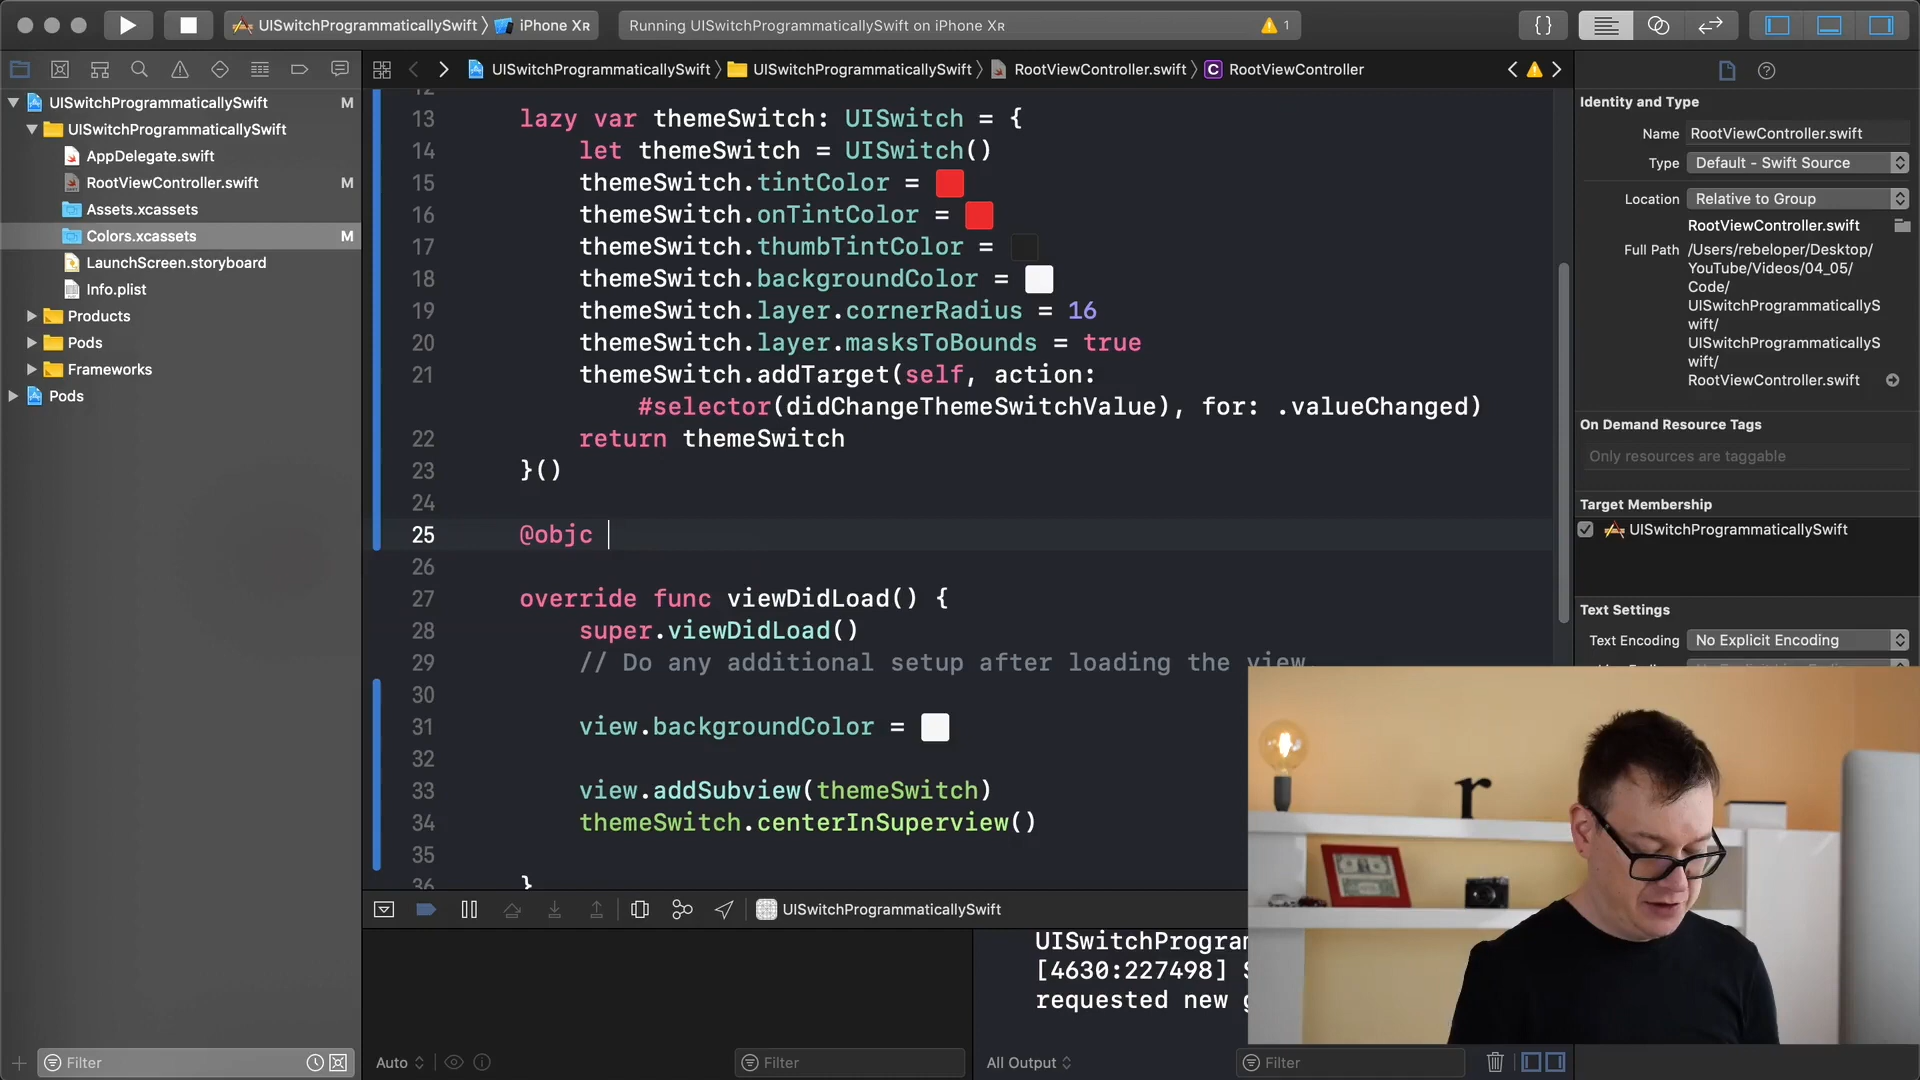 UISwitchProgrammaticallySwift
iPhone XR
Running UISwitchProgrammaticallySwift on iPhone XR
1
{}
UISwitchProgrammaticallySwift
UISwitchProgrammaticallySwift
RootViewController.swift
C RootViewController
UISwitchProgrammaticallySwift M
UISwitchProgrammaticallySwift
AppDelegate.swift
RootViewController.swift M
Assets.xcassets
Colors.xcassets M
LaunchScreen.storyboard
Info.plist
Products
Pods
Frameworks
Pods
12
13 lazy var themeSwitch: UISwitch = {
14 let themeSwitch = UISwitch()
15 themeSwitch.tintColor =
16 themeSwitch.onTintColor =
17 themeSwitch.thumbTintColor =
18 themeSwitch.backgroundColor =
19 themeSwitch.layer.cornerRadius = 16
20 themeSwitch.layer.masksToBounds = true
21 themeSwitch.addTarget(self, action:
#selector(didChangeThemeSwitchValue), for: .valueChanged)
22 return themeSwitch
23 }()
24
25 @objc
26
27 override func viewDidLoad() {
28 super.viewDidLoad()
29 // Do any additional setup after loading the view
30
31 view.backgroundColor =
32
33 view.addSubview(themeSwitch)
34 themeSwitch.centerInSuperview()
35
36 }
UISwitchProgrammaticallySwift
UISwitchProgram
[4630:227498]
requested new
Filter
Auto
Filter
All Output
Filter
Identity and Type
Name RootViewController.swift
Type Default - Swift Source
Location Relative to Group
RootViewController.swift
Full Path /Users/rebeloper/Desktop/
YouTube/Videos/04_05/
Code/
UISwitchProgrammaticallyS
wift/
UISwitchProgrammaticallyS
wift/
RootViewController.swift
On Demand Resource Tags
Only resources are taggable
Target Membership
UISwitchProgrammaticallySwift
Text Settings
Text Encoding No Explicit Encoding
r